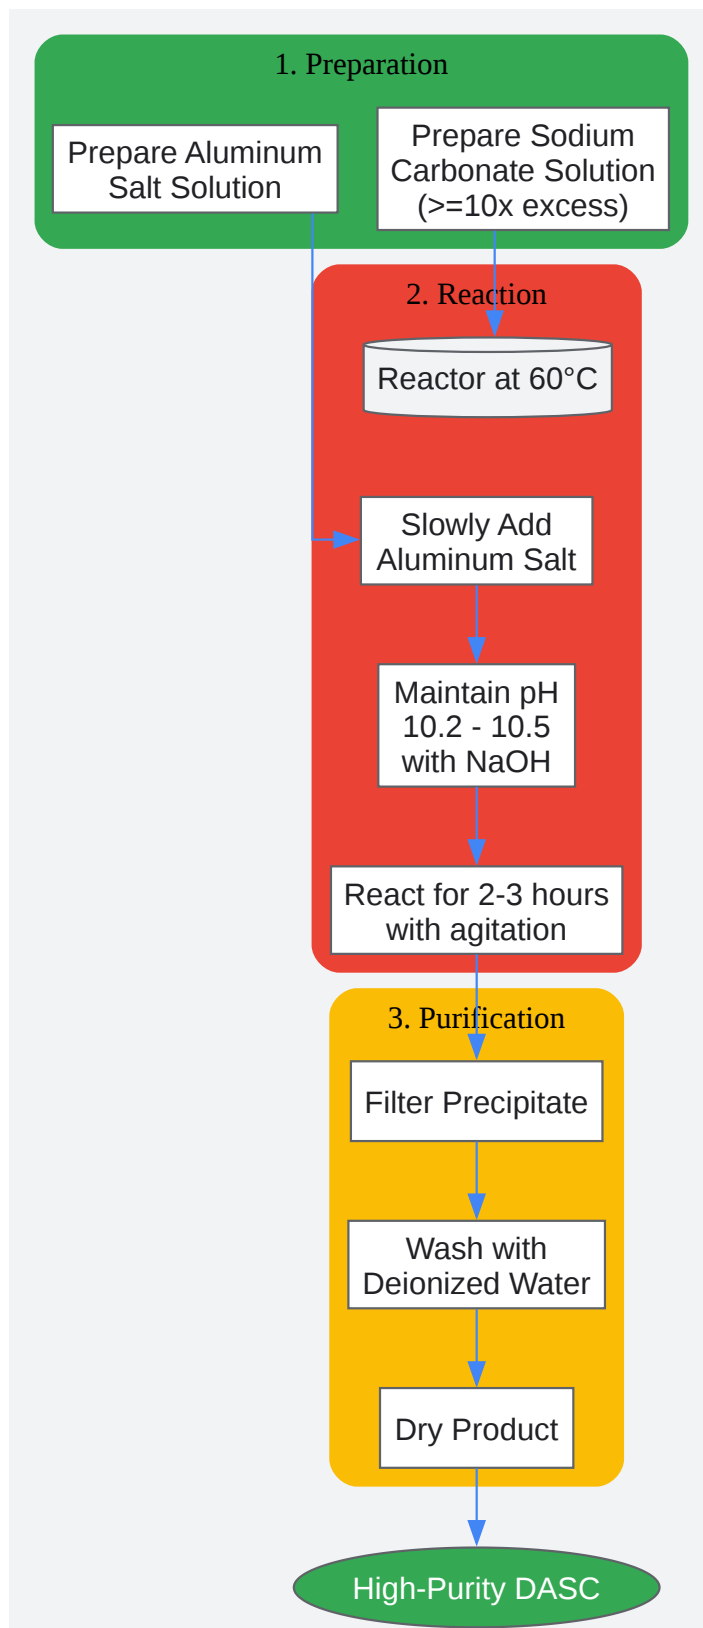 1. Preparation
Prepare Aluminum
Salt Solution
Prepare Sodium
Carbonate Solution
(>=10x excess)
2. Reaction
Reactor at 60°C
Slowly Add
Aluminum Salt
Maintain pH
10.2 - 10.5
with NaOH
React for 2-3 hours
with agitation
3. Purification
Filter Precipitate
Wash with
Deionized Water
Dry Product
High-Purity DASC